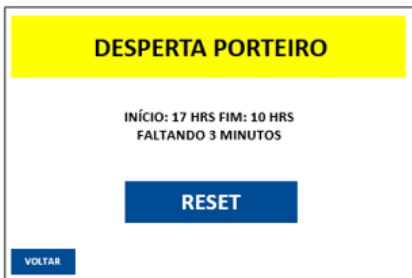 DESPERTA PORTEIRO
INÍCIO: 17 HRS FIM: 10 HRS
FALTANDO 3 MINUTOS
RESET
VOLTAR